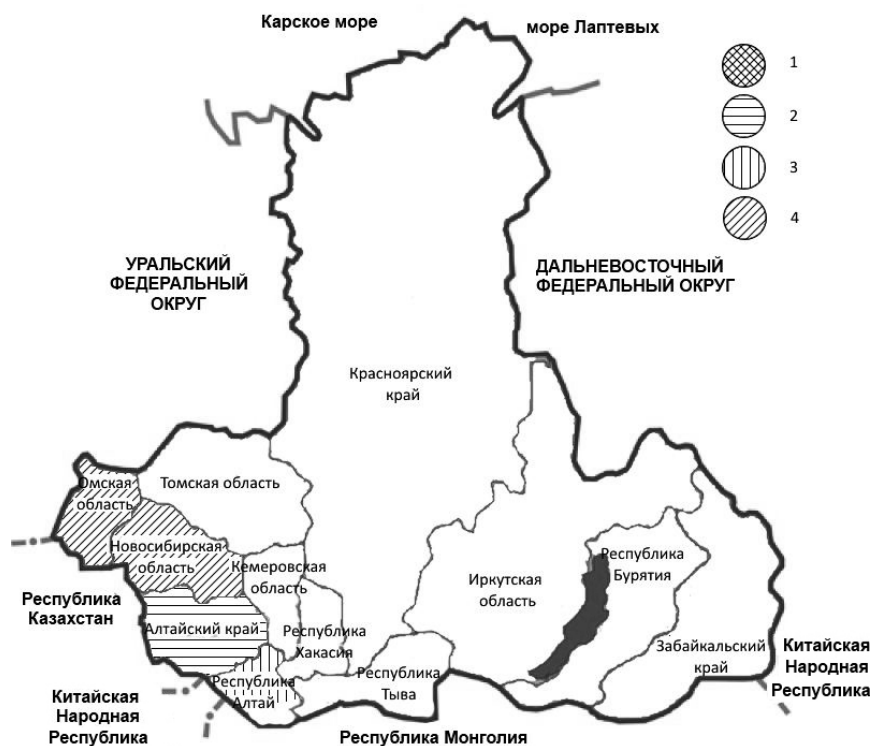 Карское море
море Лаптевых
1
2
3
4
УРАЛЬСКИЙ
ФЕДЕРАЛЬНЫЙ
ОКРУГ
ДАЛЬНЕВОСТОЧНЫЙ
ФЕДЕРАЛЬНЫЙ ОКРУГ
Красноярский
край
Омская
область
Томская область
Новосибирская
область
Кемеровская
область
Республика
Казахстан
Алтайский край
Республика
Хакасия
Иркутская
область
Республика
Бурятия
Забайкальский
край
Республика
Алтай
Республика
Тыва
Китайская
Народная
Республика
Китайская
Народная
Республика
Республика Монголия